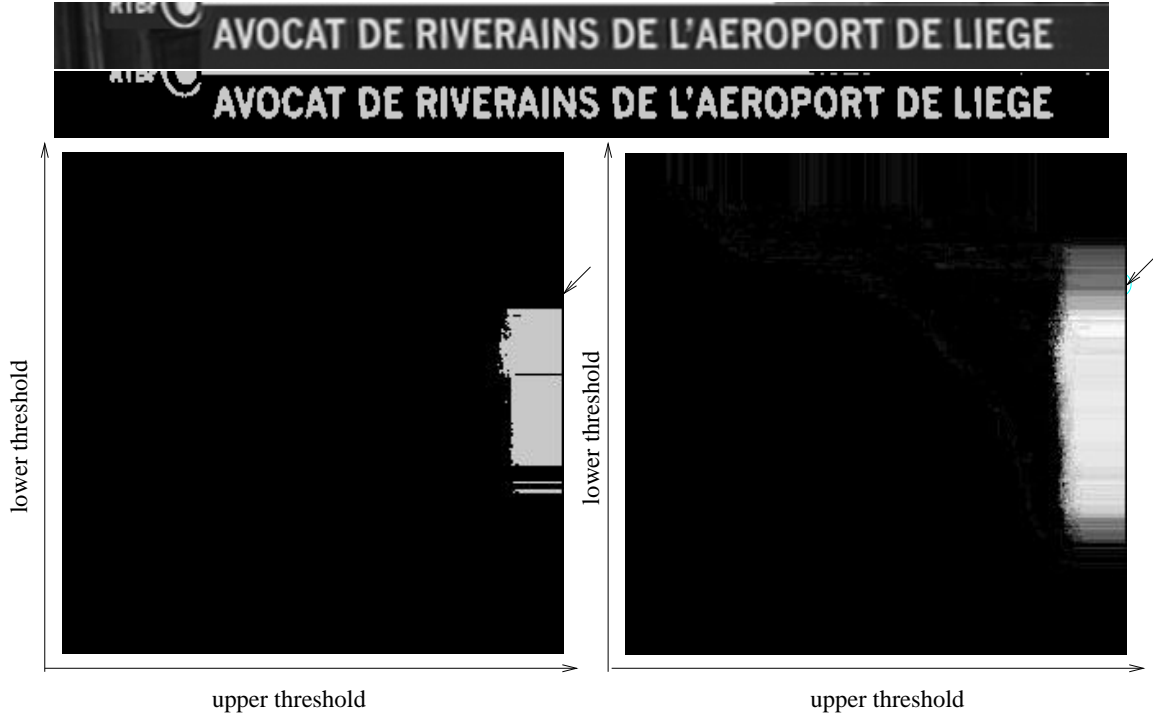 AVOCAT DE RIVERAINS DE L'AEROPORT DE LIEGE
AVOCAT DE RIVERAINS DE L'AEROPORT DE LIEGE
lower threshold
lower threshold
upper threshold
upper threshold